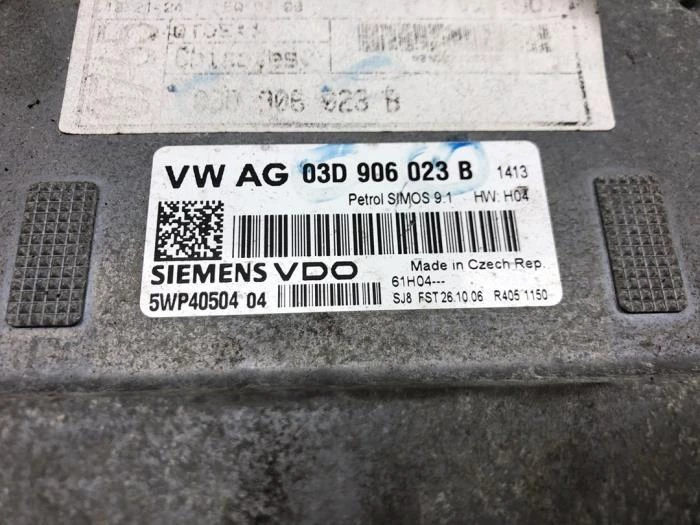 03D 906 023 B
VW AG 03D 906 023 B 1413
Petrol SIMOS 9.1 HW: H04
SIEMENS VDO Made in Czech Rep.
61H04---
5WP40504 04 SJ8 FST 26.10.06 R405 1150